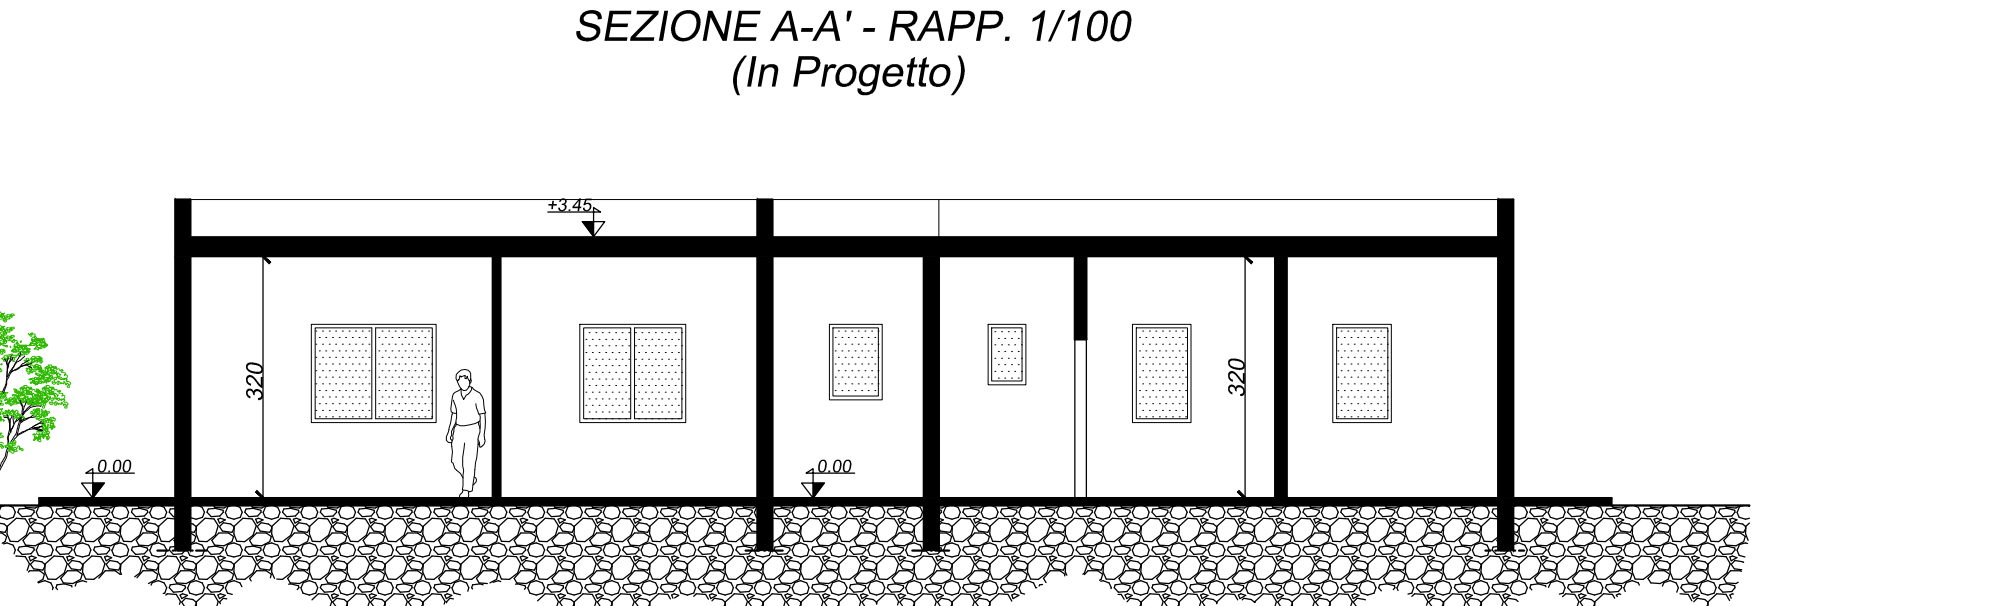 SEZIONE A-A' - RAPP. 1/100
(In Progetto)
+3.45
320
320
0.00
0.00